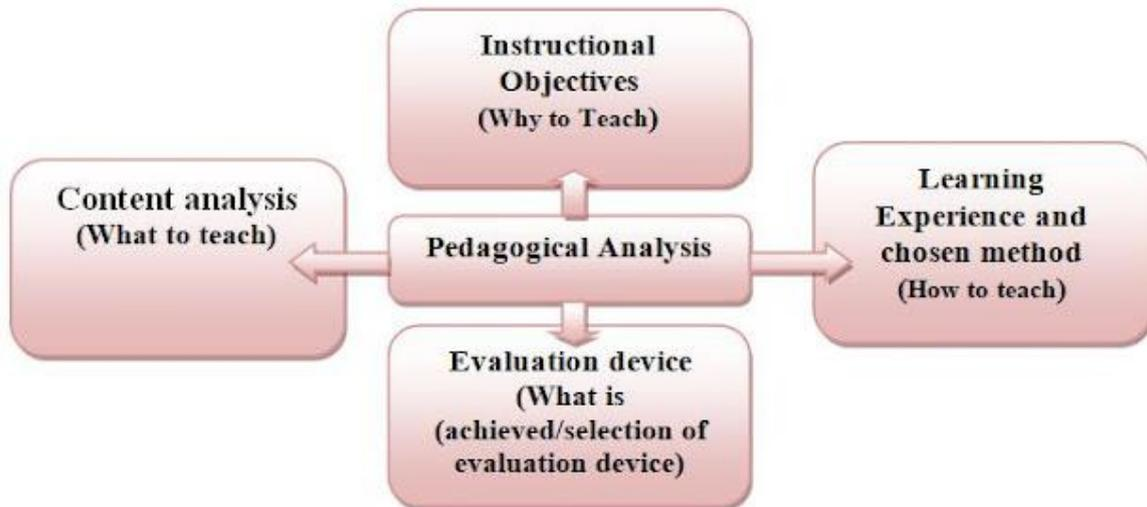 Instructional
Objectives
(Why to Teach)
Content analysis
(What to teach)
Pedagogical Analysis
Learning
Experience and
chosen method
(How to teach)
Evaluation device
(What is
(achieved/selection of
evaluation device)